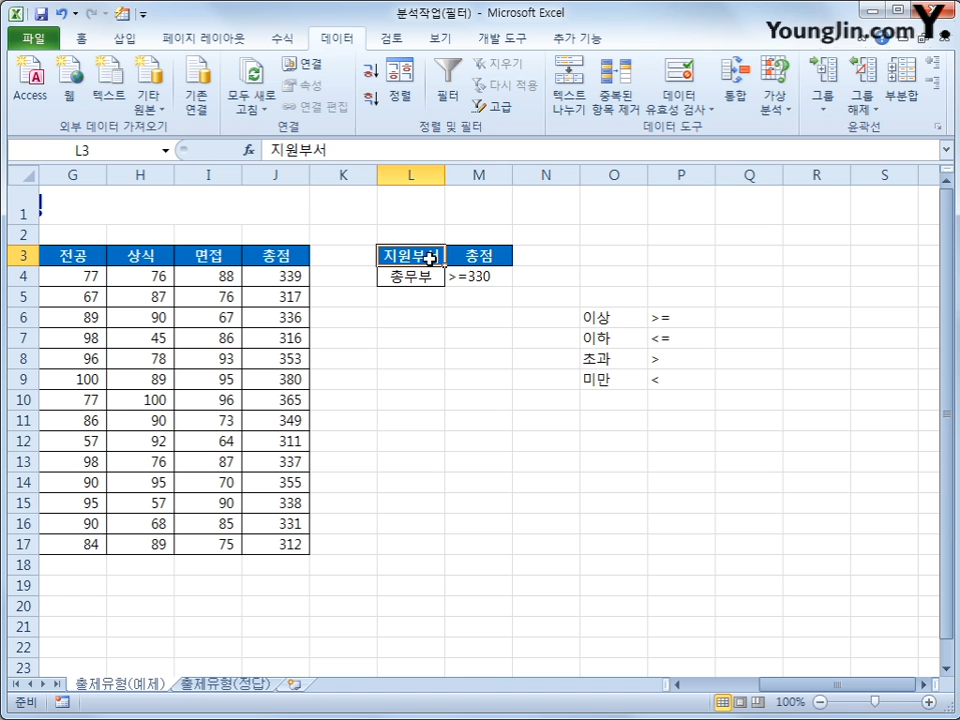 분석작업(필터) - Microsoft Excel
YoungJin.com Y.
파일 홈 삽입 페이지 레이아웃 수식 데이터 검토 보기 개발 도구 추가 기능
Access 웹 텍스트 기타 원본 기존 연결 모두 새로 고침 연결 속성 연결 편집 정렬 필터 지우기 다시 적용 고급 텍스트 나누기 중복된 항목 제거 데이터 유효성 검사 통합 가상 분석 그룹 그룹 해제 부분합
외부 데이터 가져오기 연결 정렬 및 필터 데이터 도구 윤곽선
L3 fx 지원부서
G H I J K L M N O P Q R S
1
2
3 전공 상식 면접 총점 지원부서 총점
4 77 76 88 339 총무부 >=330
5 67 87 76 317
6 89 90 67 336 이상 >=
7 98 45 86 316 이하 <=
8 96 78 93 353 초과 >
9 100 89 95 380 미만 <
10 77 100 96 365
11 86 90 73 349
12 57 92 64 311
13 98 76 87 337
14 90 95 70 355
15 95 57 90 338
16 90 68 85 331
17 84 89 75 312
18
19
20
21
22
23
출제유형(예제) 출제유형(정답)
준비 100%